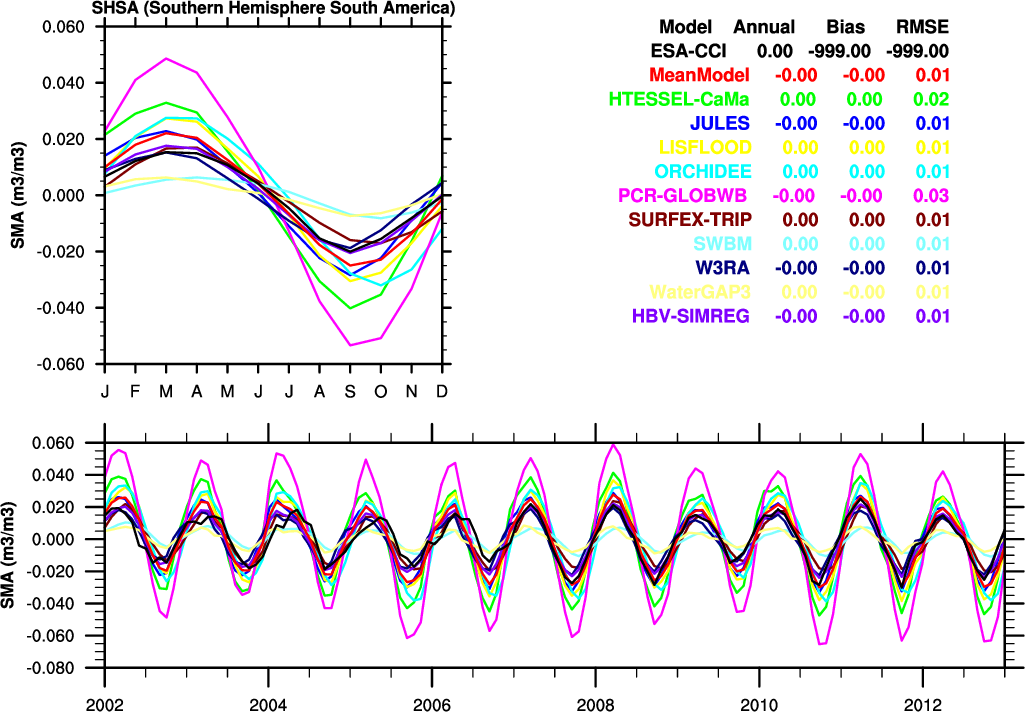 SHSA (Southern Hemisphere South America)
0.060
0.040
0.020
0.000
-0.020
-0.040
-0.060
SMA (m3/m3)
J F M A M J J A S O N D
Model Annual Bias RMSE
ESA-CCI 0.00 -999.00 -999.00
MeanModel -0.00 -0.00 0.01
HTESSEL-CaMa 0.00 0.00 0.02
JULES -0.00 -0.00 0.01
LISFLOOD 0.00 0.00 0.01
ORCHIDEE 0.00 0.00 0.01
PCR-GLOBWB -0.00 -0.00 0.03
SURFEX-TRIP 0.00 0.00 0.01
SWBM 0.00 0.00 0.01
W3RA -0.00 -0.00 0.01
WaterGAP3 0.00 -0.00 0.01
HBV-SIMREG -0.00 -0.00 0.01
0.060
0.040
0.020
0.000
-0.020
-0.040
-0.060
-0.080
SMA (m3/m3)
2002 2004 2006 2008 2010 2012